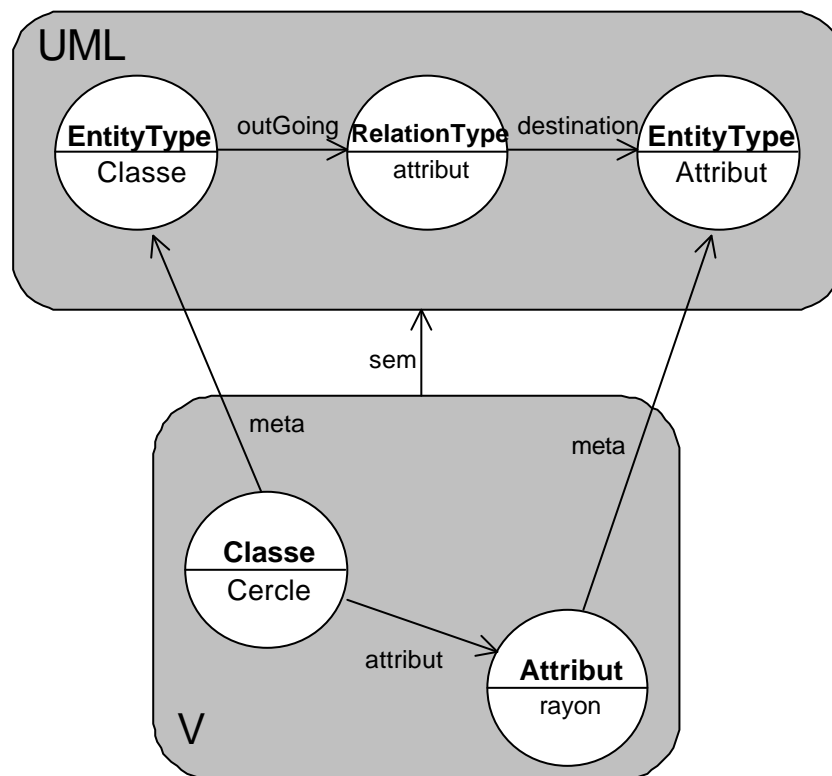 UML
EntityType
Classe
outGoing
RelationType
attribut
destination
EntityType
Attribut
sem
meta
meta
Classe
Cercle
attribut
Attribut
rayon
V